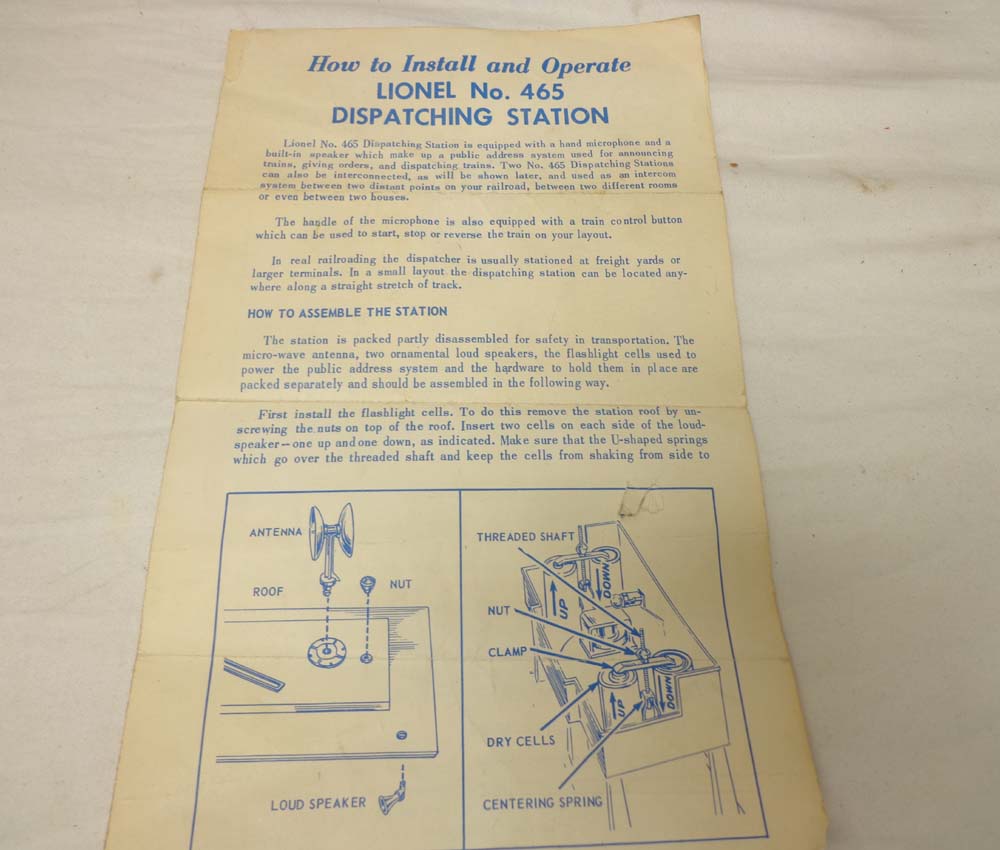 How to Install and Operate
LIONEL No. 465
DISPATCHING STATION
Lionel No. 465 Dispatching Station is equipped with a hand microphone and a
built-in speaker which make up a public address system used for announcing
trains, giving orders, and dispatching trains. Two No. 465 Dispatching Stations
can also be interconnected, as will be shown later, and used as an intercom
system between two distant points on your railroad, between two different rooms
or even between two houses.
The handle of the microphone is also equipped with a train control button
which can be used to start, stop or reverse the train on your layout.
In real railroading the dispatcher is usually stationed at freight yards or
larger terminals. In a small layout the dispatching station can be located any-
where along a straight stretch of track.
HOW TO ASSEMBLE THE STATION
The station is packed partly disassembled for safety in transportation. The
micro-wave antenna, two ornamental loud speakers, the flashlight cells used to
power the public address system and the hardware to hold them in place are
packed separately and should be assembled in the following way.
First install the flashlight cells. To do this remove the station roof by un-
screwing the nuts on top of the roof. Insert two cells on each side of the loud-
speaker—one up and one down, as indicated. Make sure that the U-shaped springs
which go over the threaded shaft and keep the cells from shaking from side to
ANTENNA
ROOF
NUT
LOUD SPEAKER
THREADED SHAFT
NUT
CLAMP
DRY CELLS
CENTERING SPRING
UP
DOWN
UP
DOWN